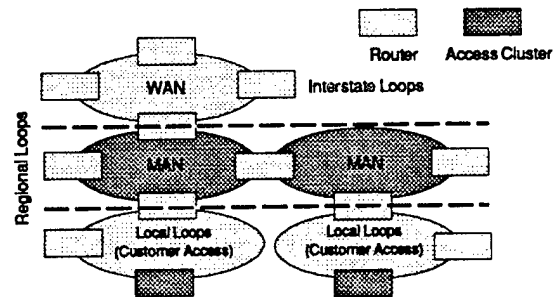 Router
Access Cluster
WAN
Interstate Loops
Regional Loops
MAN
MAN
Local Loops
(Customer Access)
Local Loops
(Customer Access)